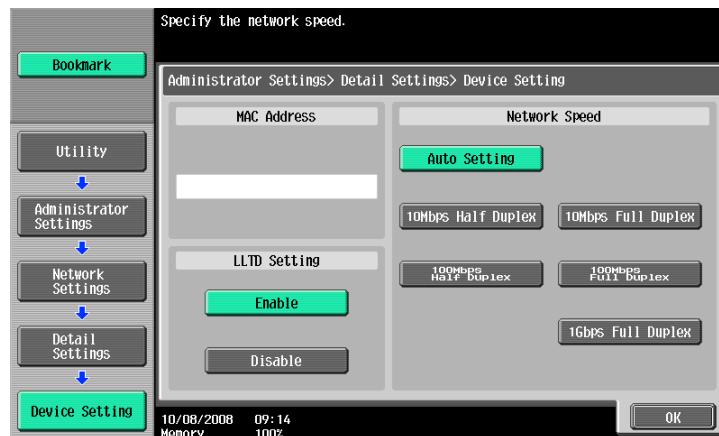 Specify the network speed.
Bookmark
Administrator Settings> Detail Settings> Device Setting
MAC Address
Network Speed
Utility
Auto Setting
Administrator
Settings
10Mbps Half Duplex
10Mbps Full Duplex
LLTD Setting
100Mbps
Half Duplex
100Mbps
Full Duplex
Network
Settings
Enable
1Gbps Full Duplex
Detail
Settings
Disable
Device Setting
10/08/2008 09:14
Memory 100%
OK